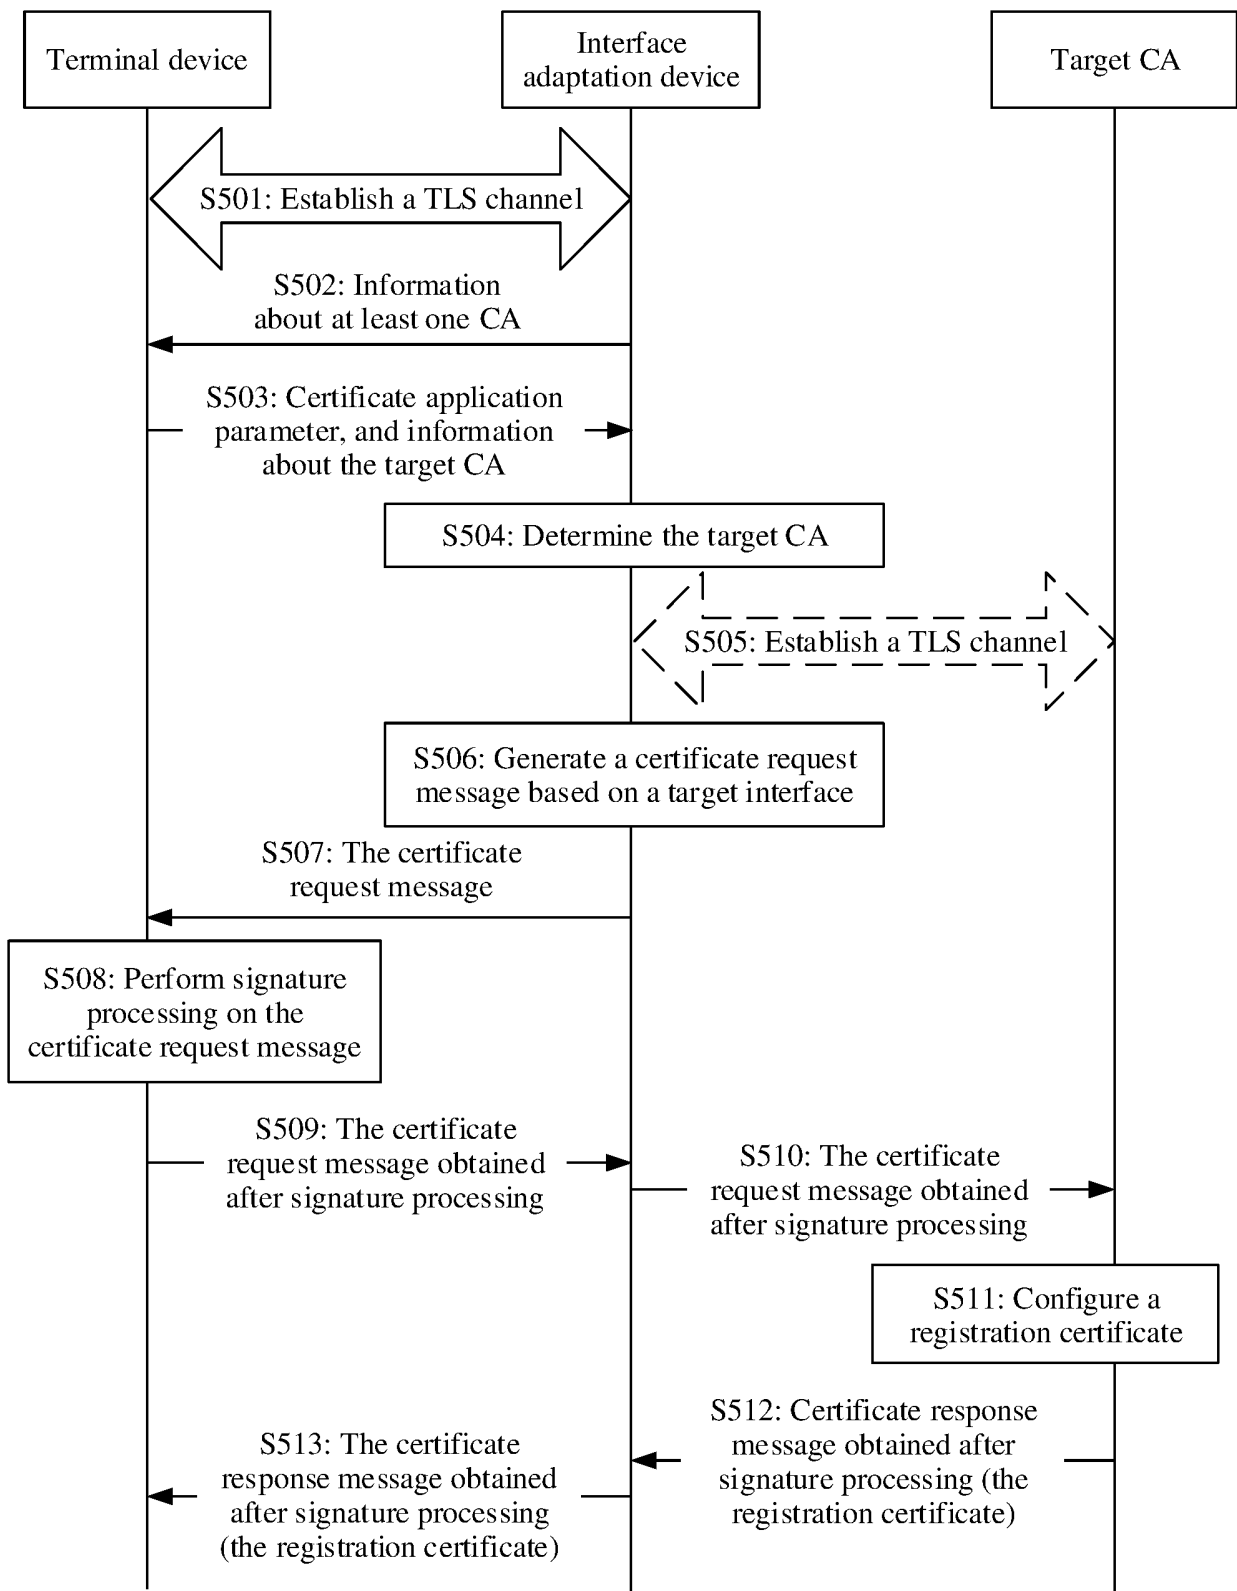 Terminal device
Interface
adaptation device
Target CA
S501: Establish a TLS channel
S502: Information
about at least one CA
S503: Certificate application
parameter, and information
about the target CA
S504: Determine the target CA
S505: Establish a TLS channel
S506: Generate a certificate request
message based on a target interface
S507: The certificate
request message
S508: Perform signature
processing on the
certificate request message
S509: The certificate
request message obtained
after signature processing
S510: The certificate
request message obtained
after signature processing
S511: Configure a
registration certificate
S512: Certificate response
message obtained after
signature processing (the
registration certificate)
S513: The certificate
response message obtained
after signature processing
(the registration certificate)